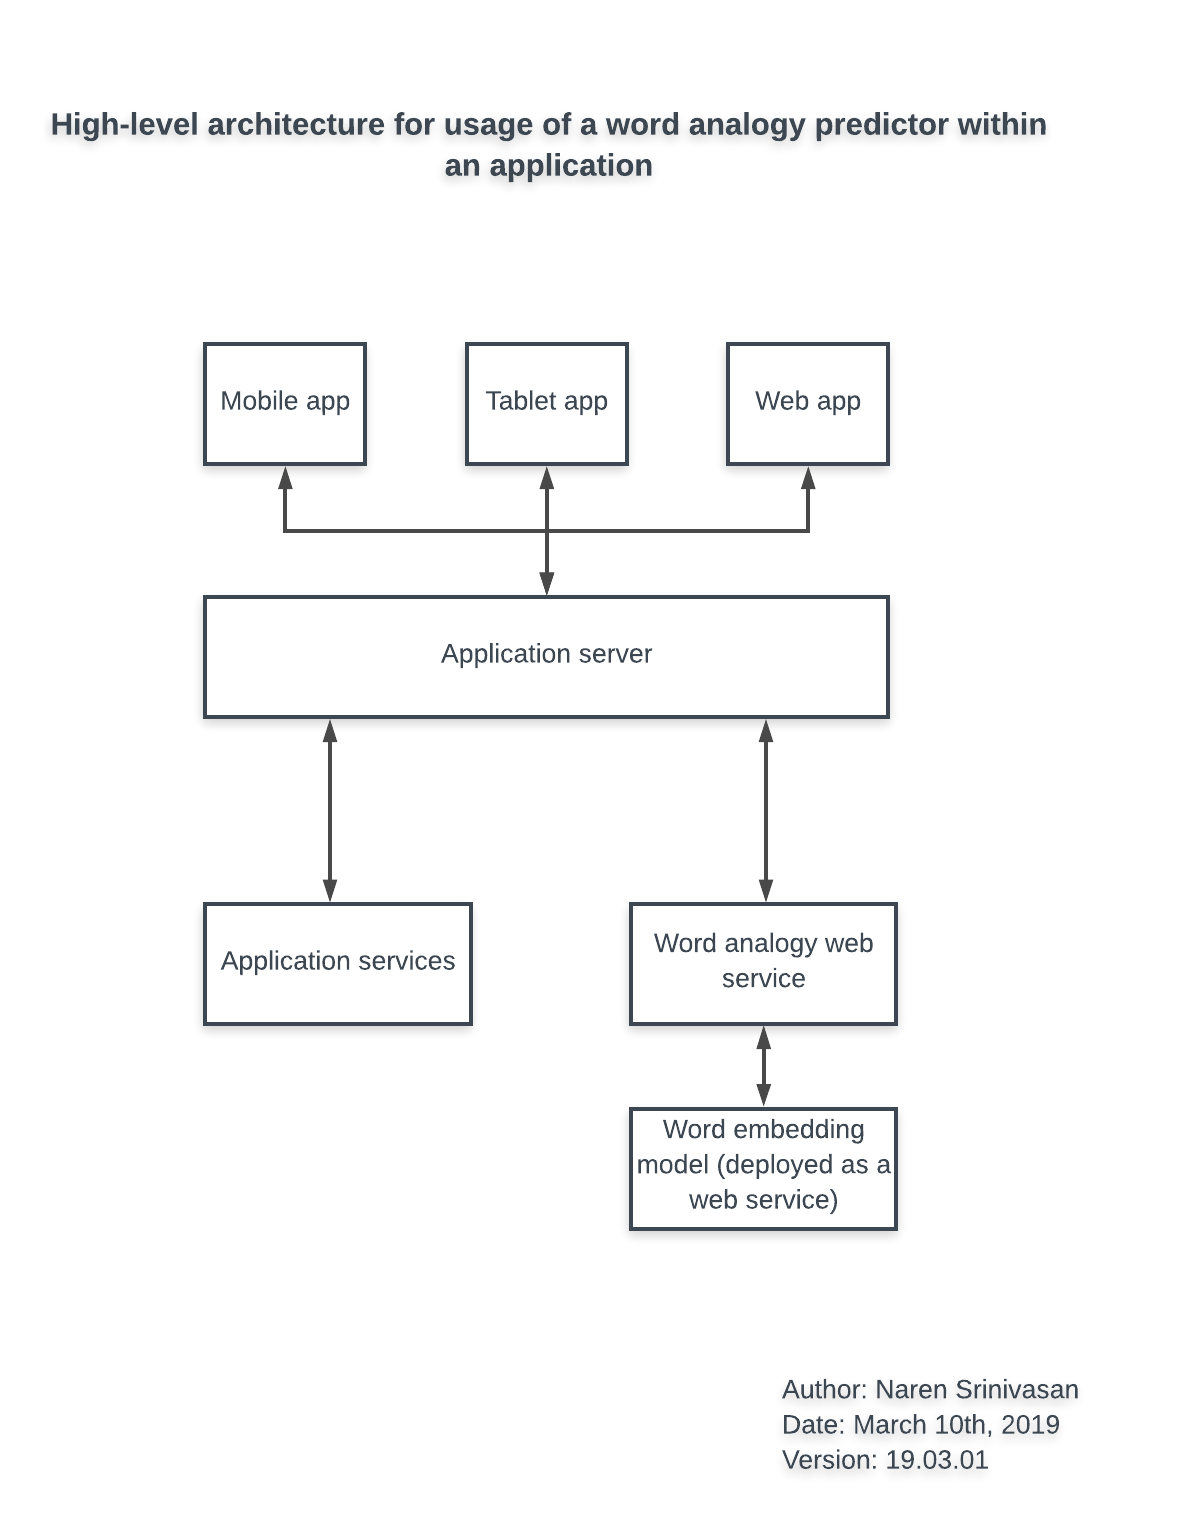 High-level architecture for usage of a word analogy predictor within
an application
Mobile app
Tablet app
Web app
Application server
Application services
Word analogy web
service
Word embedding
model (deployed as a
web service)
Author: Naren Srinivasan
Date: March 10th, 2019
Version: 19.03.01